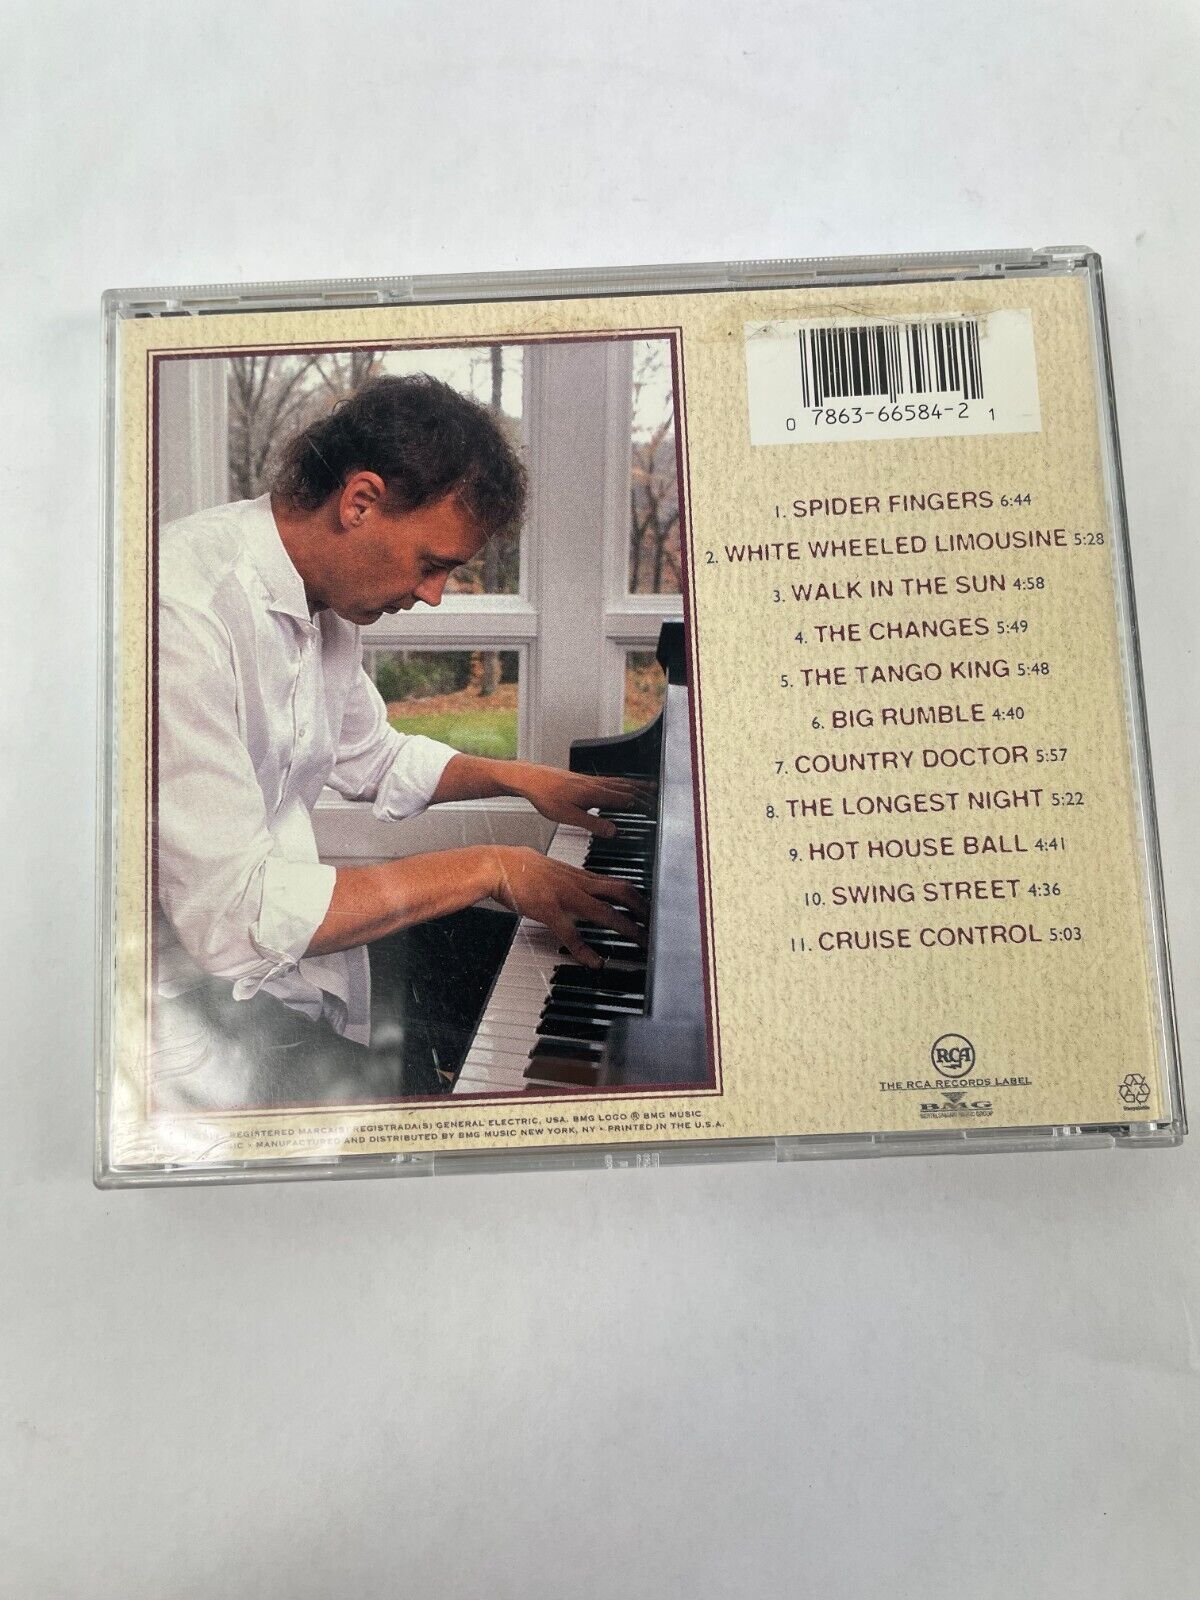 0 7863-66584-2 1
1. SPIDER FINGERS 6:44
2. WHITE WHEELED LIMOUSINE 5:28
3. WALK IN THE SUN 4:58
4. THE CHANGES 5:49
5. THE TANGO KING 5:48
6. BIG RUMBLE 4:40
7. COUNTRY DOCTOR 5:57
8. THE LONGEST NIGHT 5:22
9. HOT HOUSE BALL 4:41
10. SWING STREET 4:36
11. CRUISE CONTROL 5:03
RCA
THE RCA RECORDS LABEL
BMG
BERTELSMANN MUSIC GROUP
REGISTERED MARCA(S) REGISTRADA(S) GENERAL ELECTRIC, USA. BMG LOGO ® BMG MUSIC
• MANUFACTURED AND DISTRIBUTED BY BMG MUSIC NEW YORK, NY • PRINTED IN THE U.S.A.